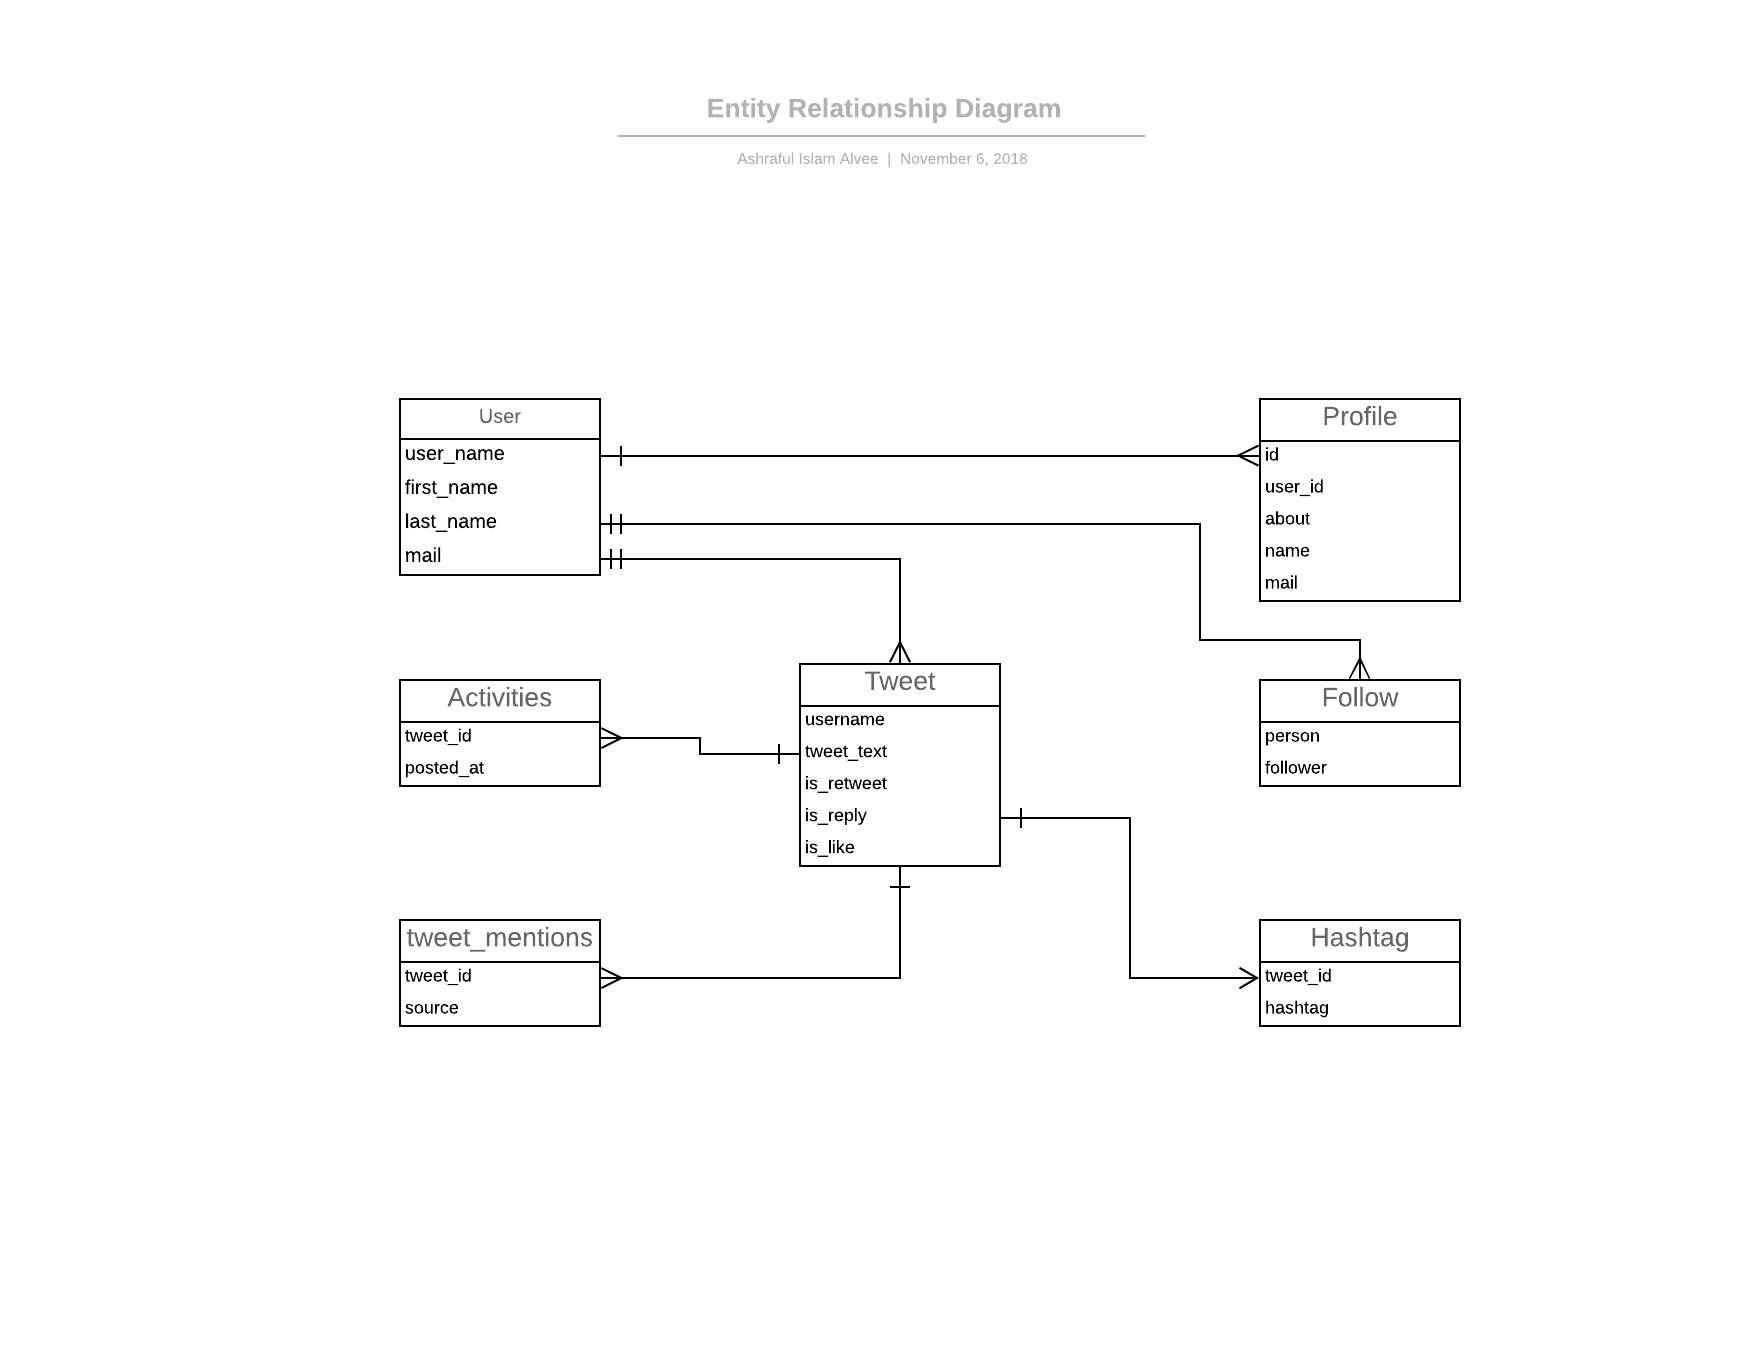 Entity Relationship Diagram
Ashraful Islam Alvee | November 6, 2018
User
user_name
first_name
last_name
mail
Profile
id
user_id
about
name
mail
Activities
tweet_id
posted_at
Tweet
username
tweet_text
is_retweet
is_reply
is_like
Follow
person
follower
tweet_mentions
tweet_id
source
Hashtag
tweet_id
hashtag